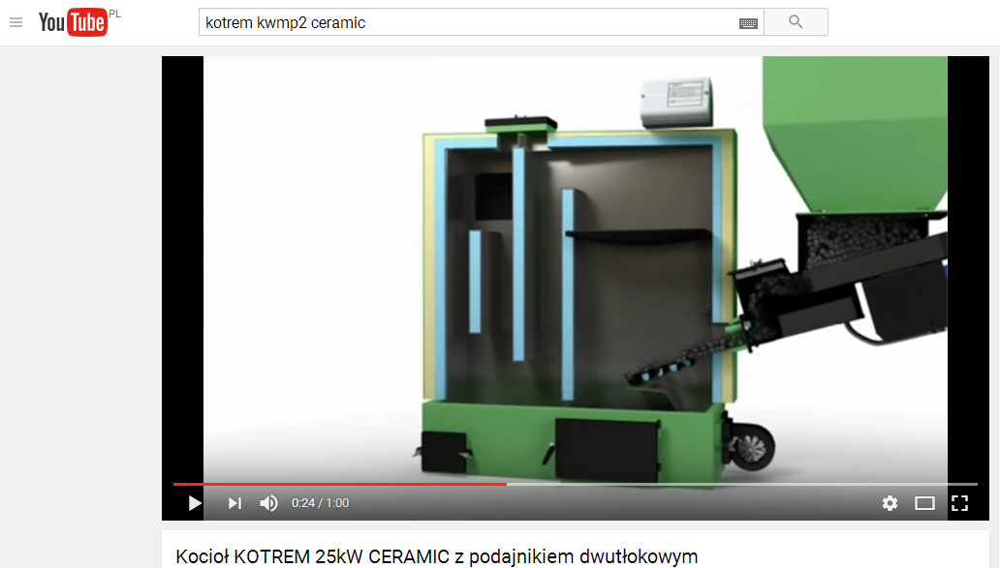 YouTube PL
kotrem kwmp2 ceramic
0:24 / 1:00
Kocioł KOTREM 25kW CERAMIC z podajnikiem dwutłokowym